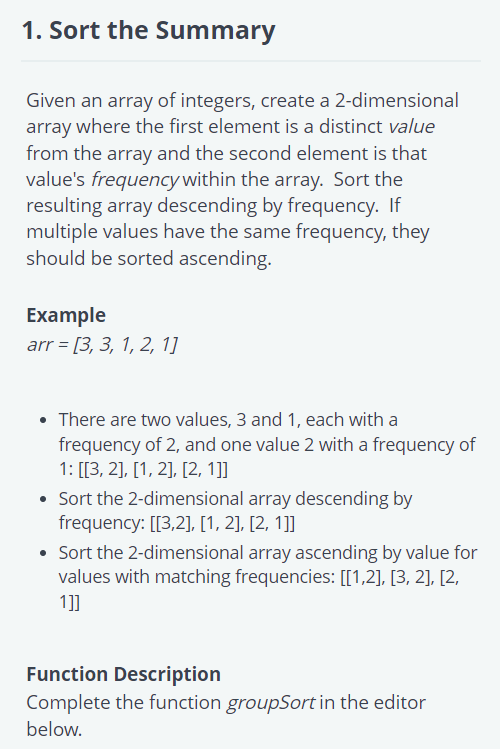 1. Sort the Summary
Given an array of integers, create a 2-dimensional
array where the first element is a distinct value
from the array and the second element is that
value's frequency within the array.  Sort the
resulting array descending by frequency.  If
multiple values have the same frequency, they
should be sorted ascending.
Example
arr = [3, 3, 1, 2, 1]
• There are two values, 3 and 1, each with a
frequency of 2, and one value 2 with a frequency of
1: [[3, 2], [1, 2], [2, 1]]
• Sort the 2-dimensional array descending by
frequency: [[3,2], [1, 2], [2, 1]]
• Sort the 2-dimensional array ascending by value for
values with matching frequencies: [[1,2], [3, 2], [2,
1]]
Function Description
Complete the function groupSort in the editor
below.